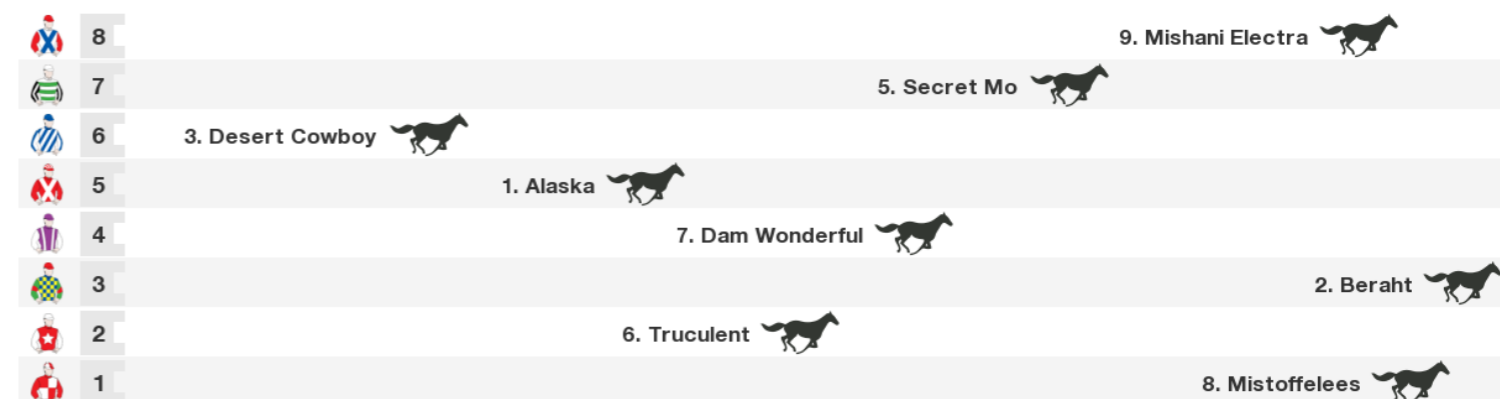 8 9. Mishani Electra
7 5. Secret Mo
6 3. Desert Cowboy
5 1. Alaska
4 7. Dam Wonderful
3 2. Beraht
2 6. Truculent
1 8. Mistoffelees